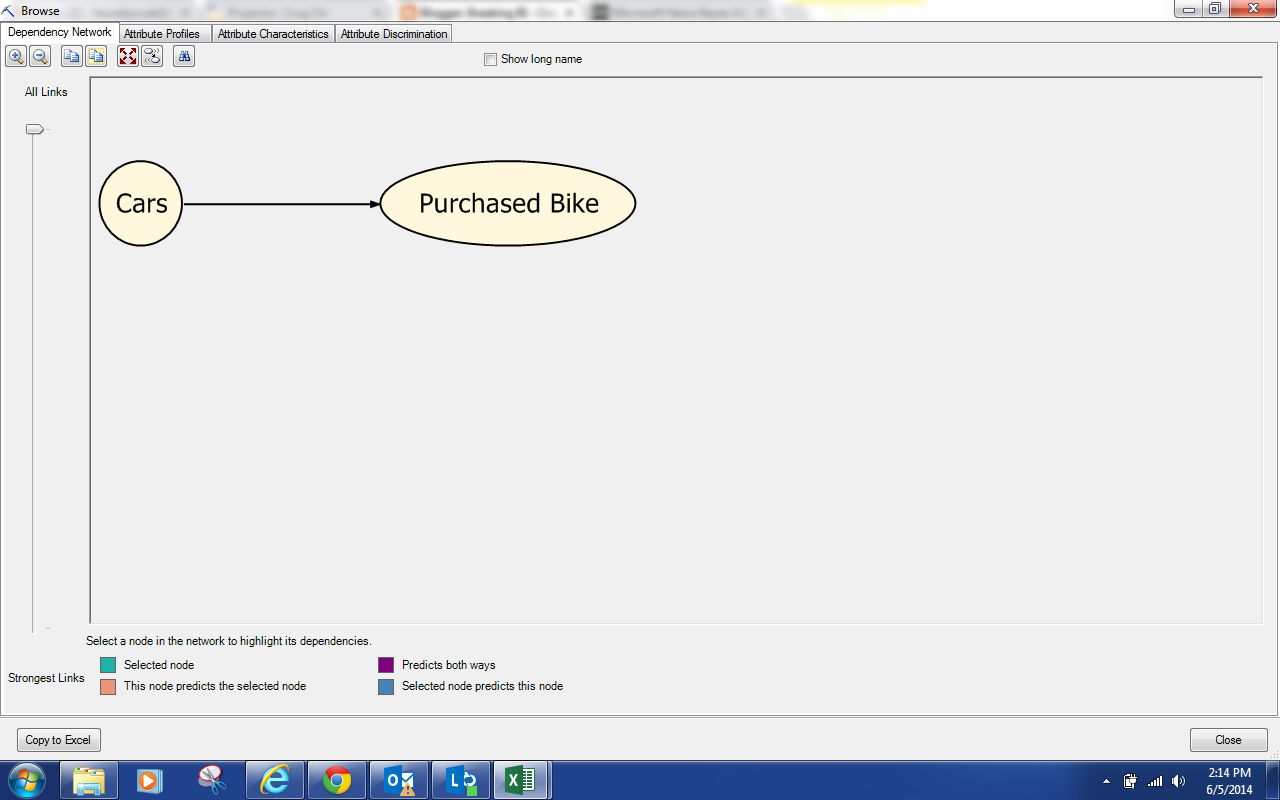 Browse
Dependency Network
Attribute Profiles
Attribute Characteristics
Attribute Discrimination
Show long name
All Links
Cars
Purchased Bike
Select a node in the network to highlight its dependencies.
Selected node
Predicts both ways
Strongest Links
This node predicts the selected node
Selected node predicts this node
Copy to Excel
Close
2:14 PM
6/5/2014